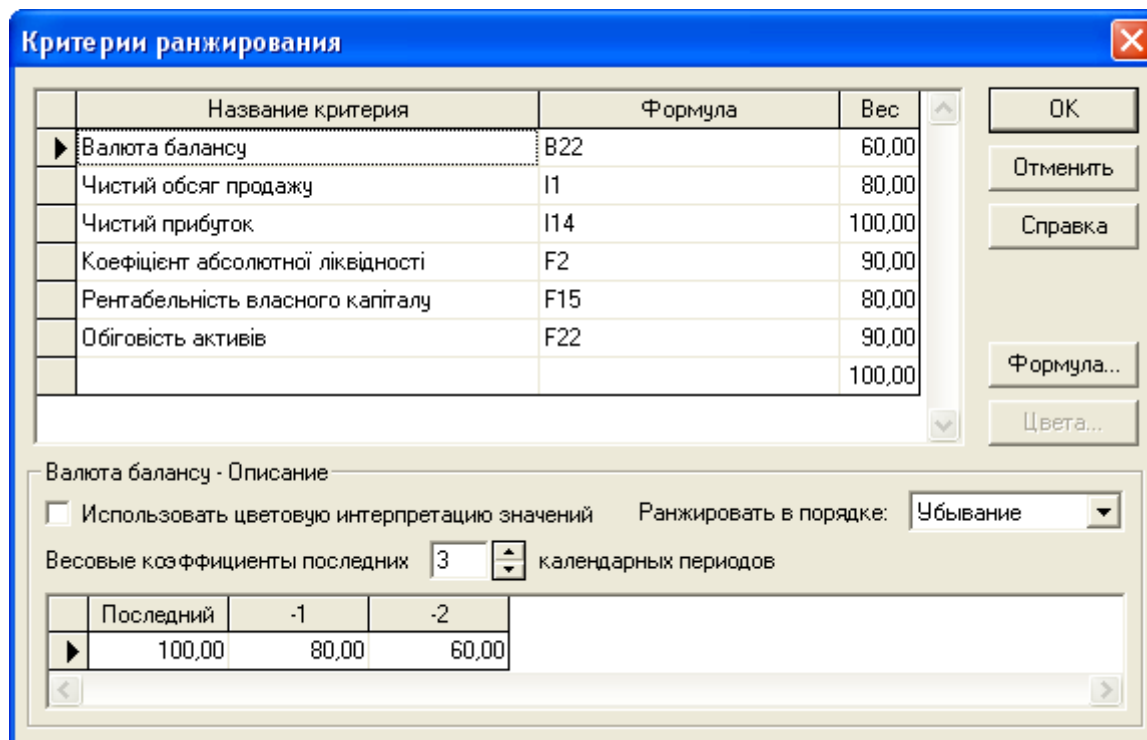 Критерии ранжирования
Название критерия Формула Вес
Валюта балансу B22 60,00
Чистий обсяг продажу I1 80,00
Чистий прибуток I14 100,00
Коефіцієнт абсолютної ліквідності F2 90,00
Рентабельність власного капіталу F15 80,00
Обіговість активів F22 90,00
100,00
OK
Отменить
Справка
Формула...
Цвета...
Валюта балансу - Описание
Использовать цветовую интерпретацию значений Ранжировать в порядке: Убывание
Весовые коэффициенты последних 3 календарных периодов
Последний -1 -2
100,00 80,00 60,00